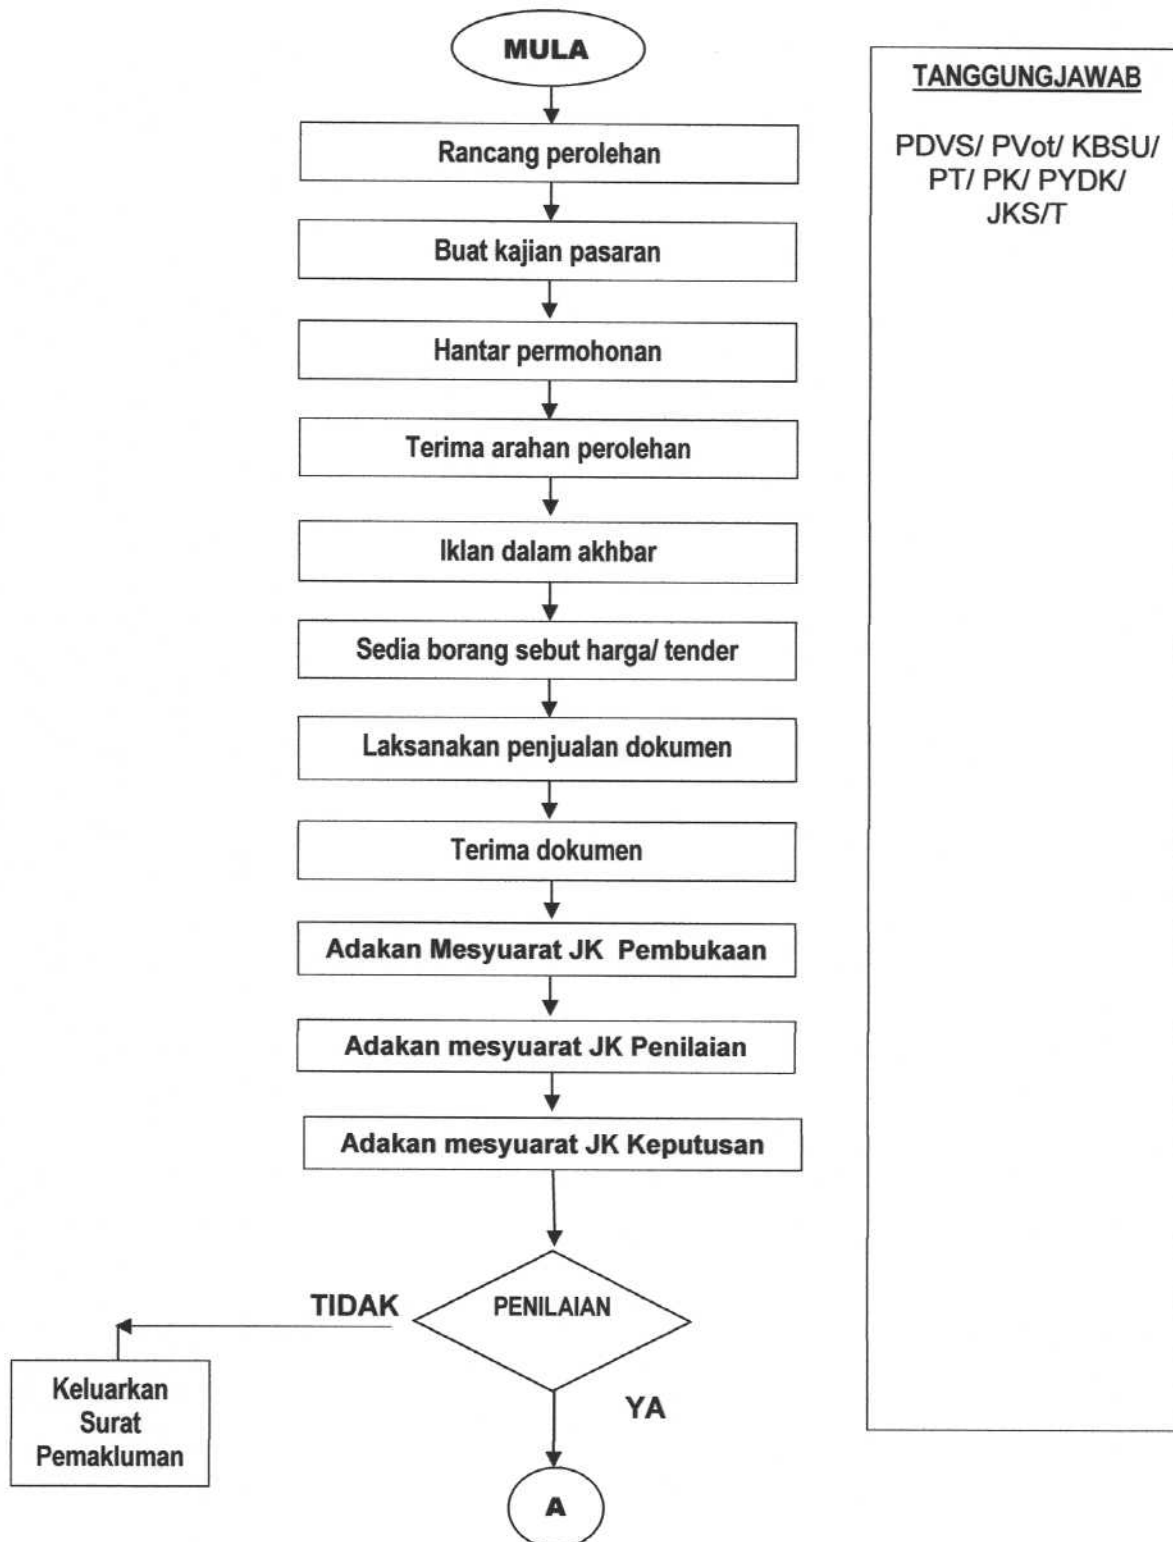 MULA
Rancang perolehan
Buat kajian pasaran
Hantar permohonan
Terima arahan perolehan
Iklan dalam akhbar
Sedia borang sebut harga/ tender
Laksanakan penjualan dokumen
Terima dokumen
Adakan Mesyuarat JK Pembukaan
Adakan mesyuarat JK Penilaian
Adakan mesyuarat JK Keputusan
PENILAIAN
TIDAK
Keluarkan
Surat
Pemakluman
YA
A
TANGGUNGJAWAB
PDVS/ PVot/ KBSU/
PT/ PK/ PYDK/
JKS/T